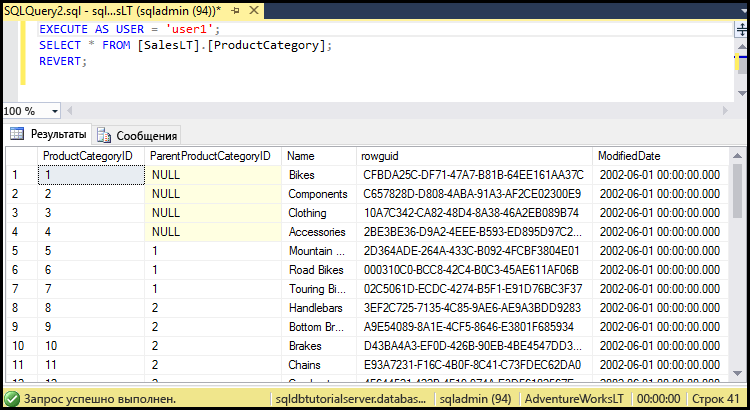 SQLQuery2.sql - sql...sLT (sqladmin (94))*
EXECUTE AS USER = 'user1';
SELECT * FROM [SalesLT].[ProductCategory];
REVERT;
100 %
Результаты Сообщения
ProductCategoryID ParentProductCategoryID Name rowguid ModifiedDate
1 1 NULL Bikes CFBDA25C-DF71-47A7-B81B-64EE161AA37C 2002-06-01 00:00:00.000
2 2 NULL Components C657828D-D808-4ABA-91A3-AF2CE02300E9 2002-06-01 00:00:00.000
3 3 NULL Clothing 10A7C342-CA82-48D4-8A38-46A2EB089B74 2002-06-01 00:00:00.000
4 4 NULL Accessories 2BE3BE36-D9A2-4EEE-B593-ED895D97C2... 2002-06-01 00:00:00.000
5 5 1 Mountain ... 2D364ADE-264A-433C-B092-4FCBF3804E01 2002-06-01 00:00:00.000
6 6 1 Road Bikes 000310C0-BCC8-42C4-B0C3-45AE611AF06B 2002-06-01 00:00:00.000
7 7 1 Touring Bi... 02C5061D-ECDC-4274-B5F1-E91D76BC3F37 2002-06-01 00:00:00.000
8 8 2 Handlebars 3EF2C725-7135-4C85-9AE6-AE9A3BDD9283 2002-06-01 00:00:00.000
9 9 2 Bottom Br... A9E54089-8A1E-4CF5-8646-E3801F685934 2002-06-01 00:00:00.000
10 10 2 Brakes D43BA4A3-EF0D-426B-90EB-4BE4547DD3... 2002-06-01 00:00:00.000
11 11 2 Chains E93A7231-F16C-4B0F-8C41-C73FDEC62DA0 2002-06-01 00:00:00.000
Запрос успешно выполнен. sqldbtutorialserver.databas... sqladmin (94) AdventureWorksLT 00:00:00 Строк 41